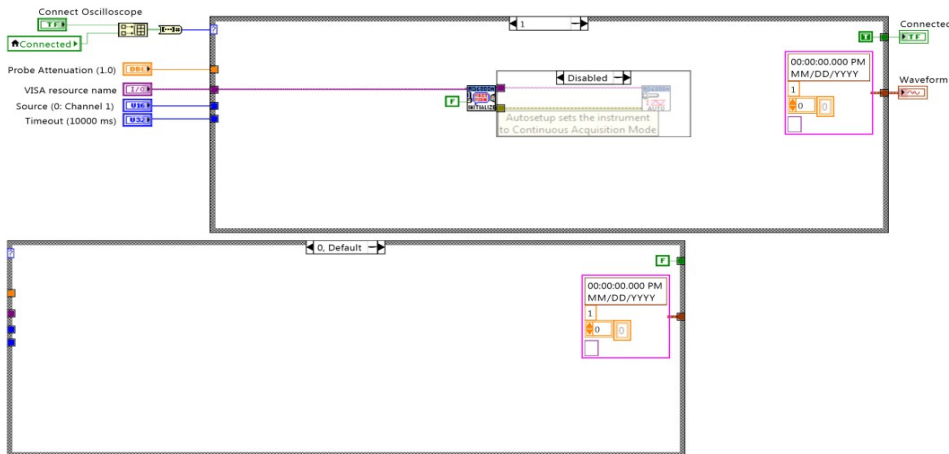 Connect Oscilloscope
TF
Connected
Probe Attenuation (1.0)
DBL
VISA resource name
I/O
Source (0: Channel 1)
U16
Timeout (10000 ms)
U32
?
1
F
INITIALIZE
Disabled
AUTO
Autosetup sets the instrument
to Continuous Acquisition Mode
T
Connected
TF
00:00:00.000 PM
MM/DD/YYYY
1
0
0
Waveform
?
0, Default
F
00:00:00.000 PM
MM/DD/YYYY
1
0
0